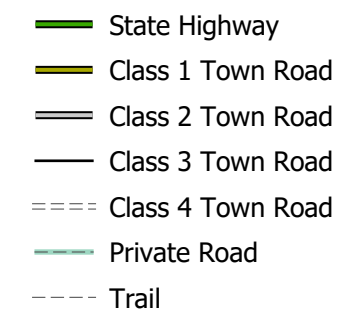 State Highway
Class 1 Town Road
Class 2 Town Road
Class 3 Town Road
Class 4 Town Road
Private Road
Trail